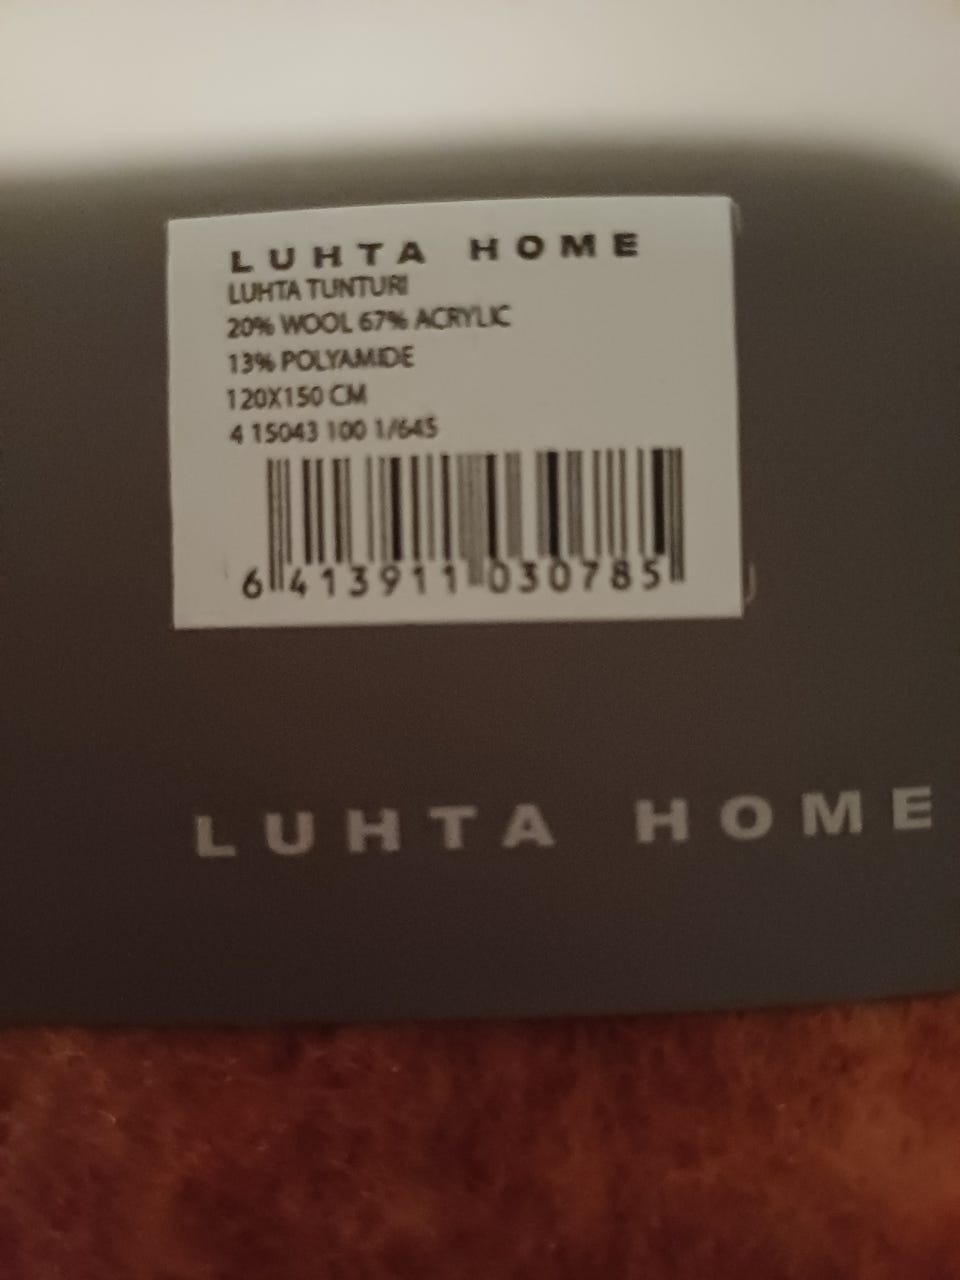 LUHTA HOME
LUHTA TUNTURI
20% WOOL 67% ACRYLIC
13% POLYAMIDE
120X150 CM
4 15043 100 1/645
6 413911 030785
LUHTA HOME